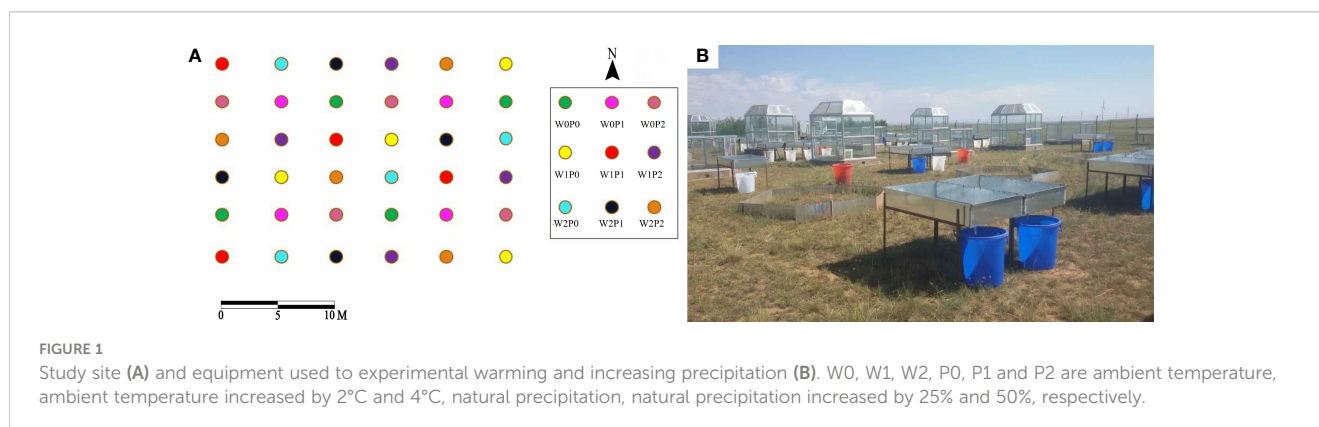 A
N
B
W0P0 W0P1 W0P2
W1P0 W1P1 W1P2
W2P0 W2P1 W2P2
0 5 10 M
FIGURE 1
Study site (A) and equipment used to experimental warming and increasing precipitation (B). W0, W1, W2, P0, P1 and P2 are ambient temperature,
ambient temperature increased by 2°C and 4°C, natural precipitation, natural precipitation increased by 25% and 50%, respectively.